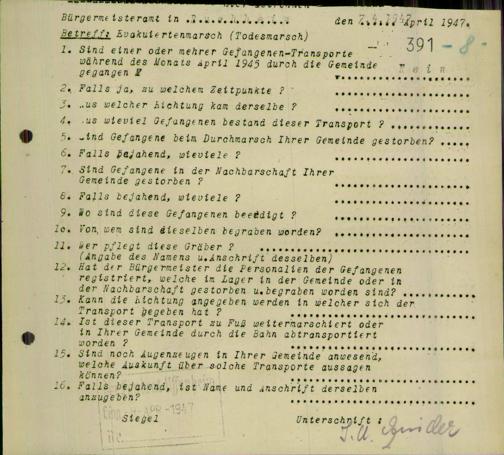 Bürgermeisteramt in den 7.4.1947 April 1947.
Betreff: Evakuiertenmarsch (Todesmarsch)
391 -8-
1. Sind einer oder mehrer Gefangenen-Transporte
während des Monats April 1945 durch die Gemeinde
gegangen ? Nein
2. Falls ja, zu welchem Zeitpunkte ?
3. us welcher Richtung kam derselbe ?
4. us wieviel Gefangenen bestand dieser Transport ?
5. ind Gefangene beim Durchmarsch Ihrer Gemeinde gestorben?
6. Falls bejahend, wieviele ?
7. Sind Gefangene in der Nachbarschaft Ihrer
Gemeinde gestorben ?
8. Falls bejahend, wieviele ?
9. Wo sind diese Gefangenen beerdigt ?
10. Von wem sind dieselben begraben worden?
11. Wer pflegt diese Gräber ?
(Angabe des Namens u.Anschrift desselben)
12. Hat der Bürgermeister die Personalien der Gefangenen
registriert, welche im Lager in der Gemeinde oder in
der Nachbarschaft gestorben u.begraben worden sind?
13. Kann die Richtung angegeben werden in welcher sich der
Transport begeben hat ?
14. Ist dieser Transport zu Fuß weitermarschiert oder
in Ihrer Gemeinde durch die Bahn abtransportiert
worden ?
15. Sind noch Augenzeugen in Ihrer Gemeinde anwesend,
welche Auskunft über solche Transporte aussagen
können?
16. Falls bejahend, ist Name und Anschrift derselben
anzugeben?
APR 1947
Siegel Unterschrift :